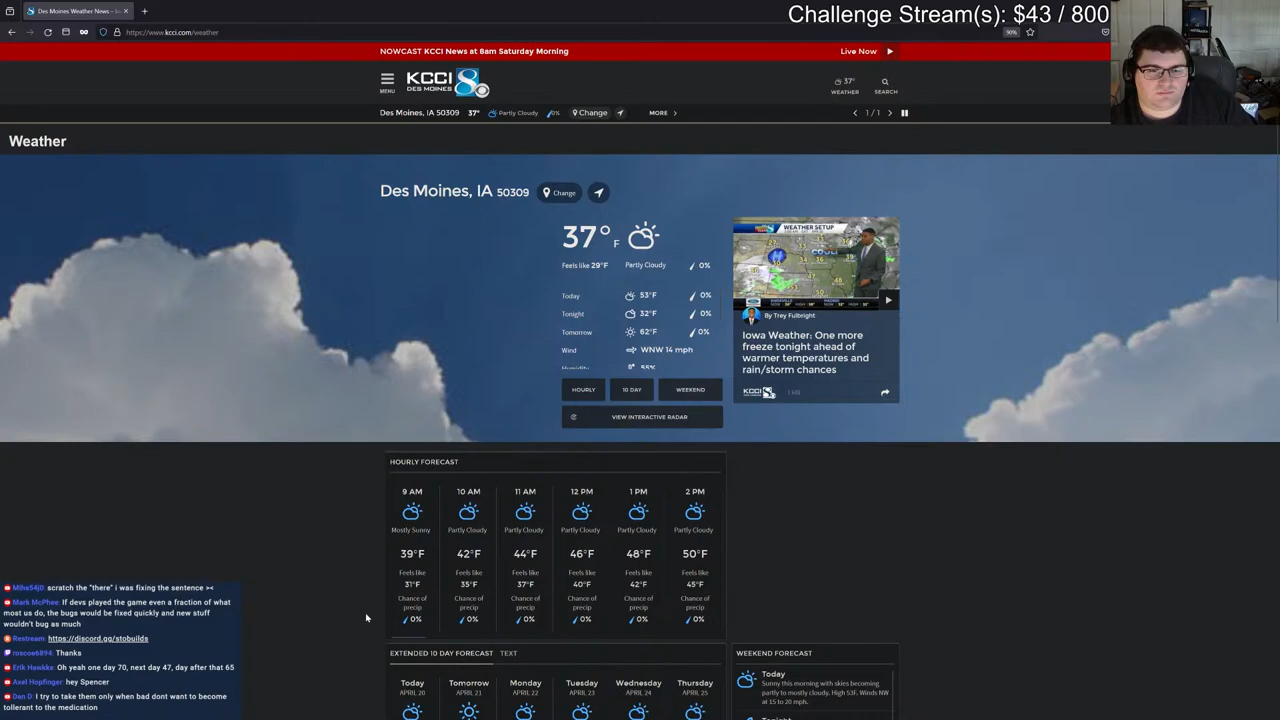 Des Moines Weather News – Io
Challenge Stream(s): $43 / 800
https://www.kcci.com/weather
90%
NOWCAST KCCI News at 8am Saturday Morning
Live Now
MENU
KCCI 8
DES MOINES
37°
WEATHER
SEARCH
Des Moines, IA 50309 37° Partly Cloudy 0% Change MORE
1 / 1
Weather
Des Moines, IA 50309 Change
37° F
Feels like 29°F Partly Cloudy 0%
Today 53°F 0%
Tonight 32°F 0%
Tomorrow 62°F 0%
Wind WNW 14 mph
Humidity 55%
HOURLY 10 DAY WEEKEND
VIEW INTERACTIVE RADAR
WEATHER SETUP
COOL
By Trey Fulbright
Iowa Weather: One more
freeze tonight ahead of
warmer temperatures and
rain/storm chances
KCCI 8
1 HR
HOURLY FORECAST
9 AM 10 AM 11 AM 12 PM 1 PM 2 PM
Mostly Sunny Partly Cloudy Partly Cloudy Partly Cloudy Partly Cloudy Partly Cloudy
39°F 42°F 44°F 46°F 48°F 50°F
Feels like Feels like Feels like Feels like Feels like Feels like
31°F 35°F 37°F 40°F 42°F 45°F
Chance of Chance of Chance of Chance of Chance of Chance of
precip precip precip precip precip precip
0% 0% 0% 0% 0% 0%
EXTENDED 10 DAY FORECAST TEXT
Today Tomorrow Monday Tuesday Wednesday Thursday
APRIL 20 APRIL 21 APRIL 22 APRIL 23 APRIL 24 APRIL 25
WEEKEND FORECAST
Today
Sunny this morning with skies becoming
partly to mostly cloudy. High 53F. Winds NW
at 15 to 20 mph.
Tonight
Mlhs54jD: scratch the "there" i was fixing the sentence ><
Mark McPhee: If devs played the game even a fraction of what
most us do, the bugs would be fixed quickly and new stuff
wouldn't bug as much
Restream: https://discord.gg/stobuilds
roscoe6894: Thanks
Erik Hawkke: Oh yeah one day 70, next day 47, day after that 65
Axel Hopfinger: hey Spencer
Dan D: I try to take them only when bad dont want to become
tollerant to the medication